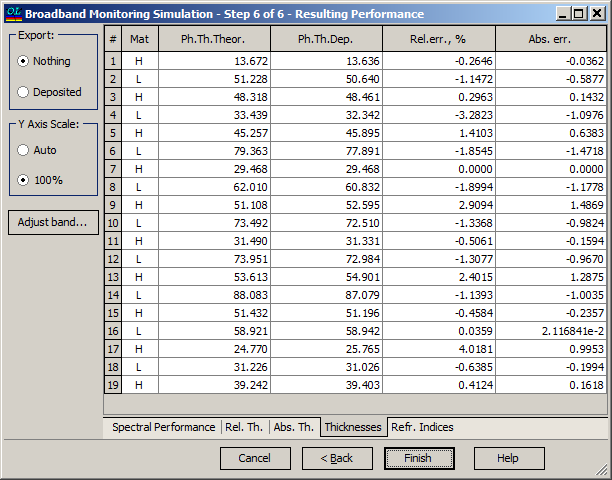 OL Broadband Monitoring Simulation - Step 6 of 6 - Resulting Performance
Export:
Nothing
Deposited
Y Axis Scale:
Auto
100%
Adjust band...
# Mat Ph.Th.Theor. Ph.Th.Dep. Rel.err., % Abs. err.
1 H 13.672 13.636 -0.2646 -0.0362
2 L 51.228 50.640 -1.1472 -0.5877
3 H 48.318 48.461 0.2963 0.1432
4 L 33.439 32.342 -3.2823 -1.0976
5 H 45.257 45.895 1.4103 0.6383
6 L 79.363 77.891 -1.8545 -1.4718
7 H 29.468 29.468 0.0000 0.0000
8 L 62.010 60.832 -1.8994 -1.1778
9 H 51.108 52.595 2.9094 1.4869
10 L 73.492 72.510 -1.3368 -0.9824
11 H 31.490 31.331 -0.5061 -0.1594
12 L 73.951 72.984 -1.3077 -0.9670
13 H 53.613 54.901 2.4015 1.2875
14 L 88.083 87.079 -1.1393 -1.0035
15 H 51.432 51.196 -0.4584 -0.2357
16 L 58.921 58.942 0.0359 2.116841e-2
17 H 24.770 25.765 4.0181 0.9953
18 L 31.226 31.026 -0.6385 -0.1994
19 H 39.242 39.403 0.4124 0.1618
Spectral Performance Rel. Th. Abs. Th. Thicknesses Refr. Indices
Cancel < Back Finish Help